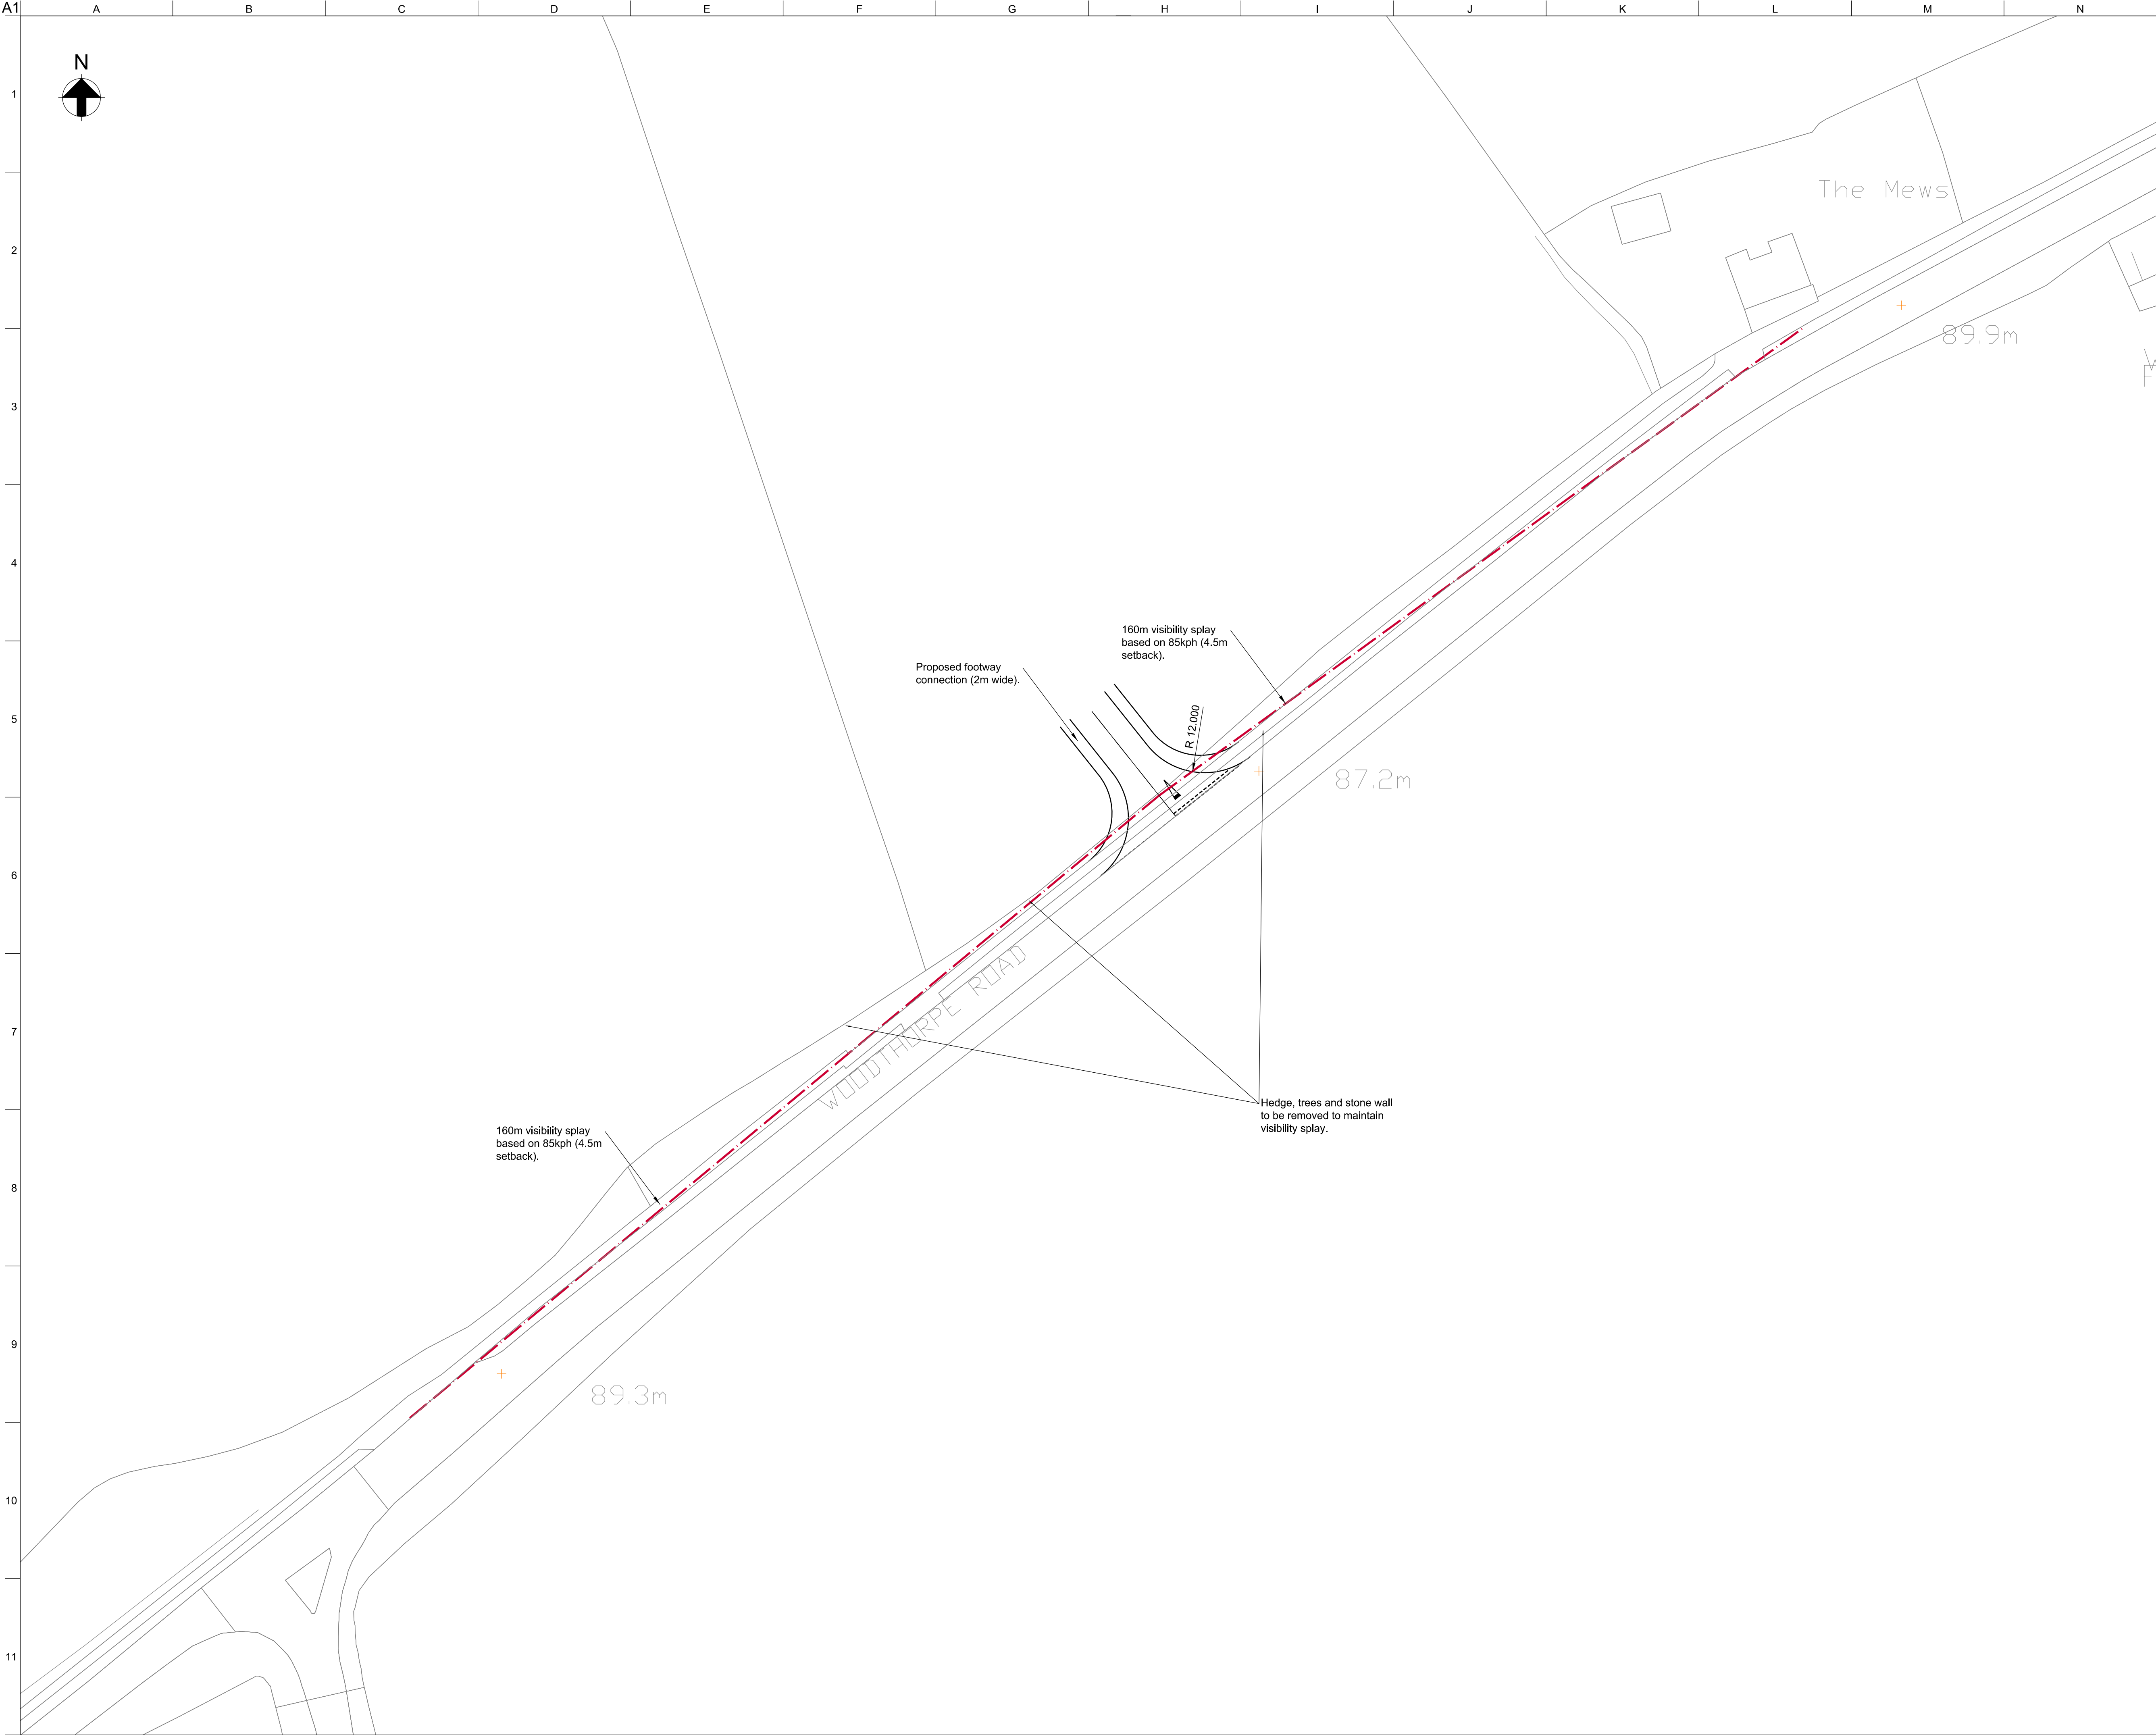 A1
A B C D E F G H I J K L M N
N
1
2
3
4
5
6
7
8
9
10
11
The Mews
89.9m
160m visibility splay
based on 85kph (4.5m
setback).
Proposed footway
connection (2m wide).
R 12.000
87.2m
WOODTHORPE ROAD
Hedge, trees and stone wall
to be removed to maintain
visibility splay.
160m visibility splay
based on 85kph (4.5m
setback).
89.3m